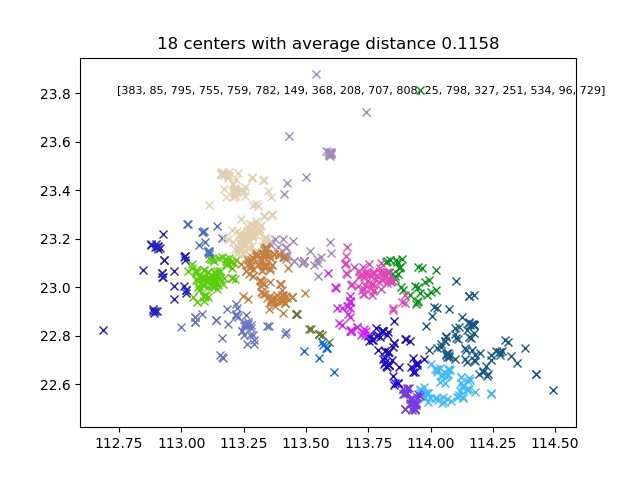 18 centers with average distance 0.1158
[383, 85, 795, 755, 759, 782, 149, 368, 208, 707, 808, 25, 798, 327, 251, 534, 96, 729]
23.8
23.6
23.4
23.2
23.0
22.8
22.6
112.75 113.00 113.25 113.50 113.75 114.00 114.25 114.50